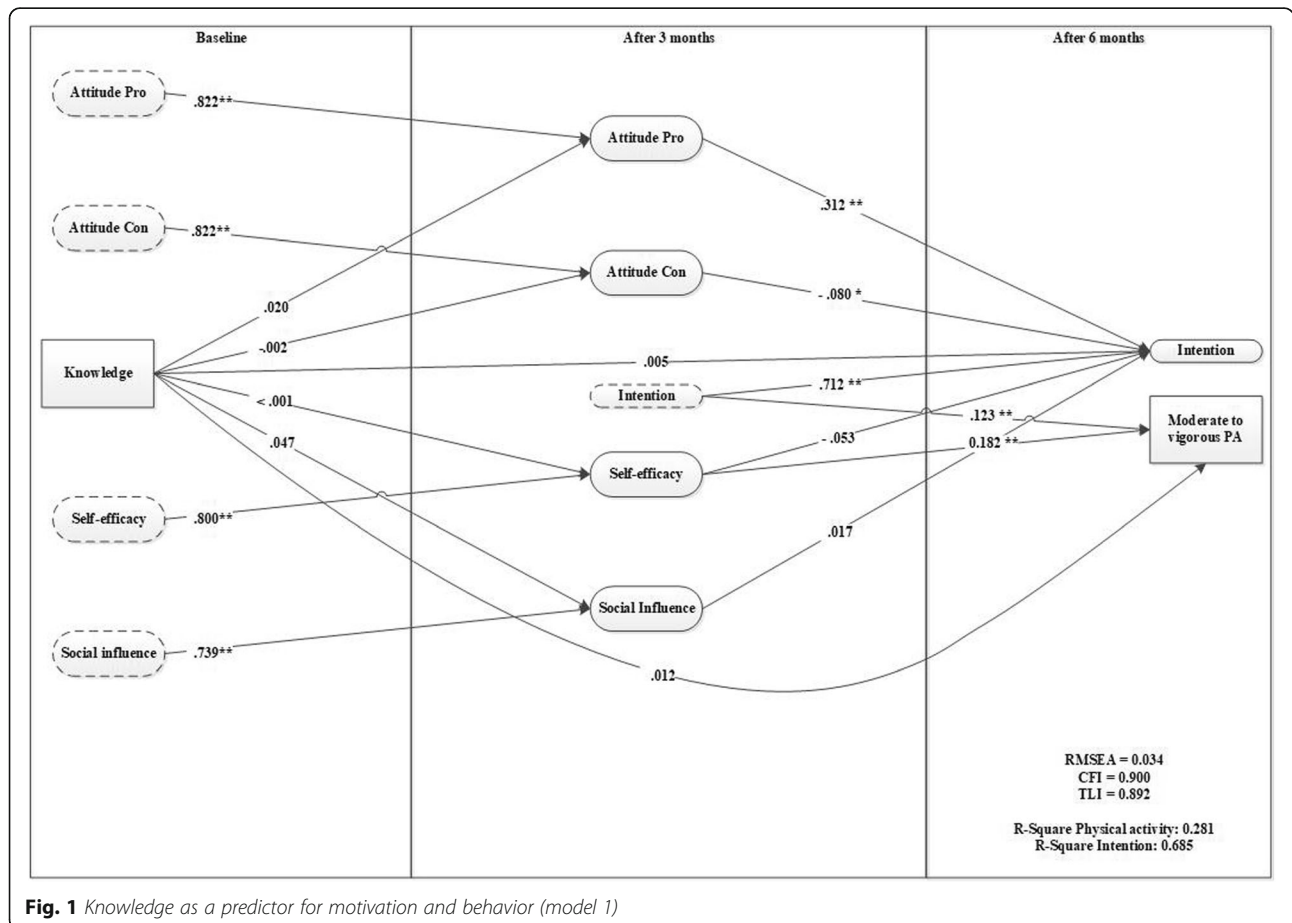 Baseline
After 3 months
After 6 months
Attitude Pro
.822**
Attitude Pro
.312 **
Attitude Con
.822**
Attitude Con
- .080 *
.020
-.002
Knowledge
.005
Intention
Intention
.712 **
.123 **
< .001
.047
- .053
Moderate to
vigorous PA
0.182 **
Self-efficacy
Self-efficacy
.800**
.017
Social Influence
Social influence
.739**
.012
RMSEA = 0.034
CFI = 0.900
TLI = 0.892
R-Square Physical activity: 0.281
R-Square Intention: 0.685
Fig. 1 Knowledge as a predictor for motivation and behavior (model 1)